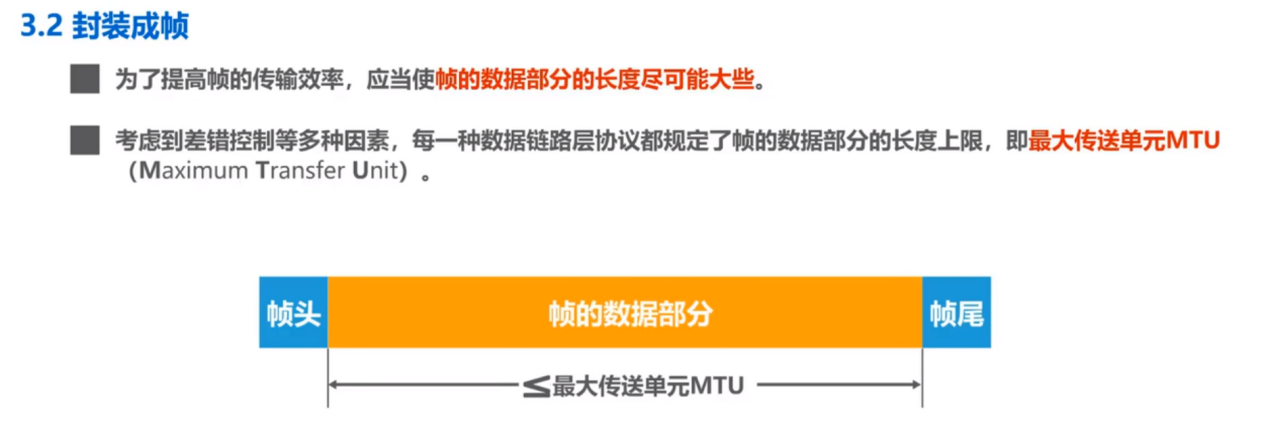 3.2 封装成帧
为了提高帧的传输效率，应当使帧的数据部分的长度尽可能大些。
考虑到差错控制等多种因素，每一种数据链路层协议都规定了帧的数据部分的长度上限，即最大传送单元MTU
（Maximum Transfer Unit）。
帧头 帧的数据部分 帧尾
≤最大传送单元MTU